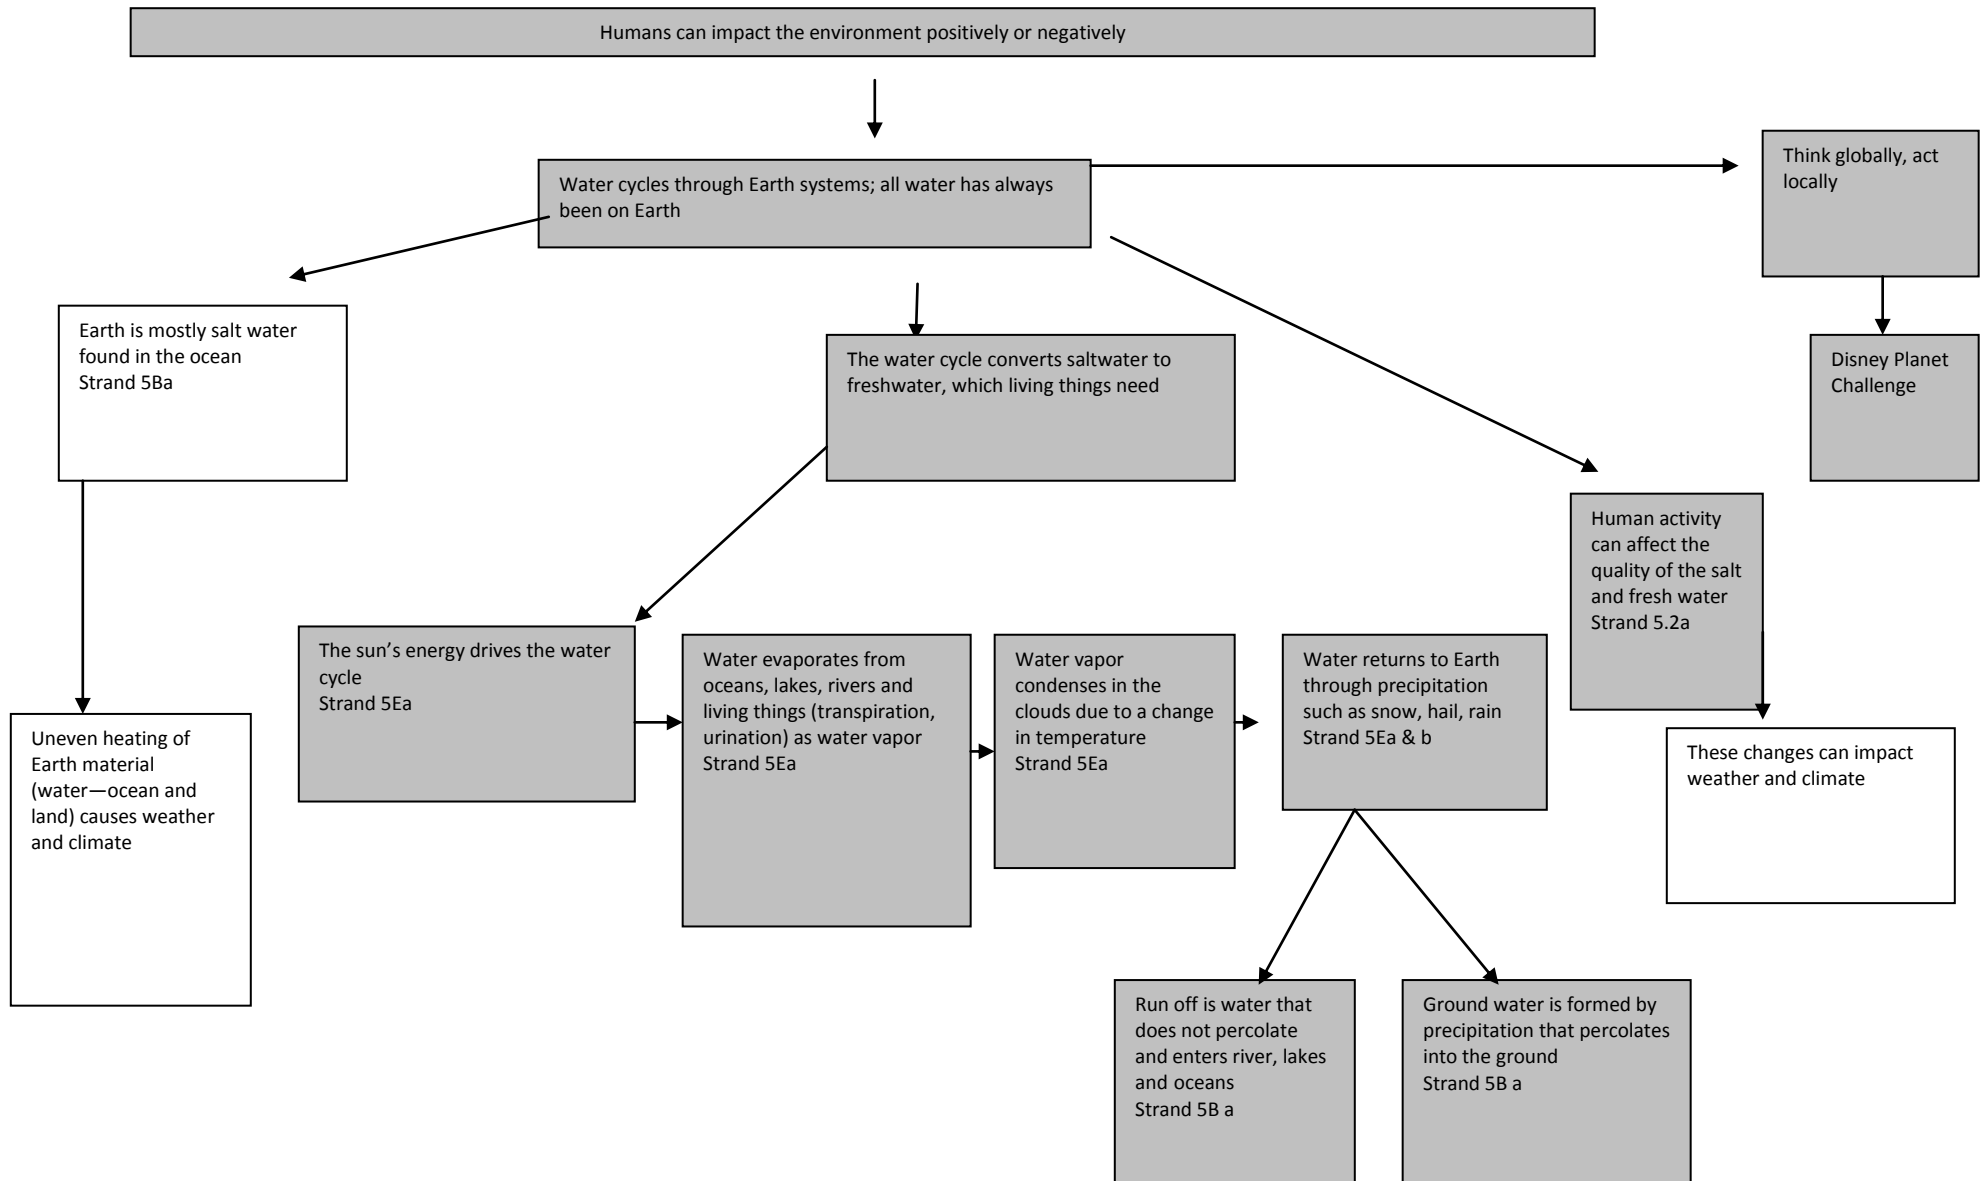 Humans can impact the environment positively or negatively
Water cycles through Earth systems; all water has always
been on Earth
Think globally, act
locally
Earth is mostly salt water
found in the ocean
Strand 5Ba
The water cycle converts saltwater to
freshwater, which living things need
Disney Planet
Challenge
Human activity
can affect the
quality of the salt
and fresh water
Strand 5.2a
The sun’s energy drives the water
cycle
Strand 5Ea
Water evaporates from
oceans, lakes, rivers and
living things (transpiration,
urination) as water vapor
Strand 5Ea
Water vapor
condenses in the
clouds due to a change
in temperature
Strand 5Ea
Water returns to Earth
through precipitation
such as snow, hail, rain
Strand 5Ea & b
Uneven heating of
Earth material
(water—ocean and
land) causes weather
and climate
These changes can impact
weather and climate
Run off is water that
does not percolate
and enters river, lakes
and oceans
Strand 5B a
Ground water is formed by
precipitation that percolates
into the ground
Strand 5B a